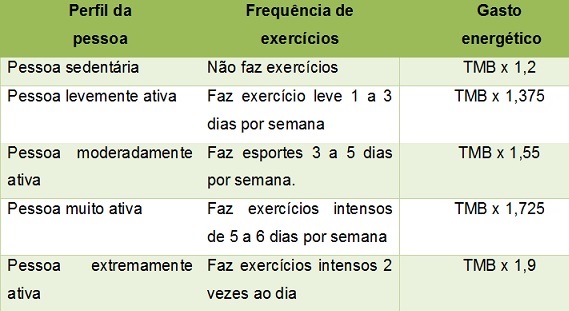 Perfil da pessoa
Frequência de exercícios
Gasto energético
Pessoa sedentária
Não faz exercícios
TMB x 1,2
Pessoa levemente ativa
Faz exercício leve 1 a 3
dias por semana
TMB x 1,375
Pessoa moderadamente
ativa
Faz esportes 3 a 5 dias
por semana.
TMB x 1,55
Pessoa muito ativa
Faz exercícios intensos
de 5 a 6 dias por semana
TMB x 1,725
Pessoa extremamente
ativa
Faz exercícios intensos 2
vezes ao dia
TMB x 1,9